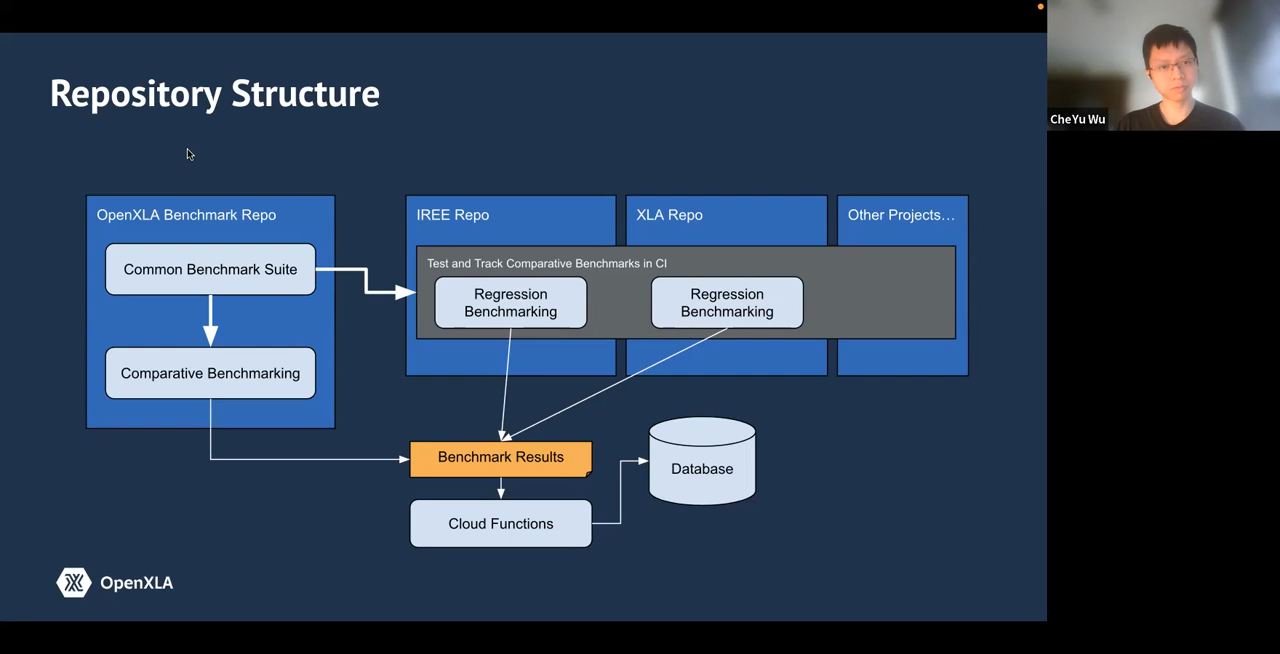 Repository Structure
CheYu Wu
OpenXLA Benchmark Repo
Common Benchmark Suite
Comparative Benchmarking
IREE Repo
XLA Repo
Other Projects…
Test and Track Comparative Benchmarks in CI
Regression
Benchmarking
Regression
Benchmarking
Benchmark Results
Cloud Functions
Database
OpenXLA